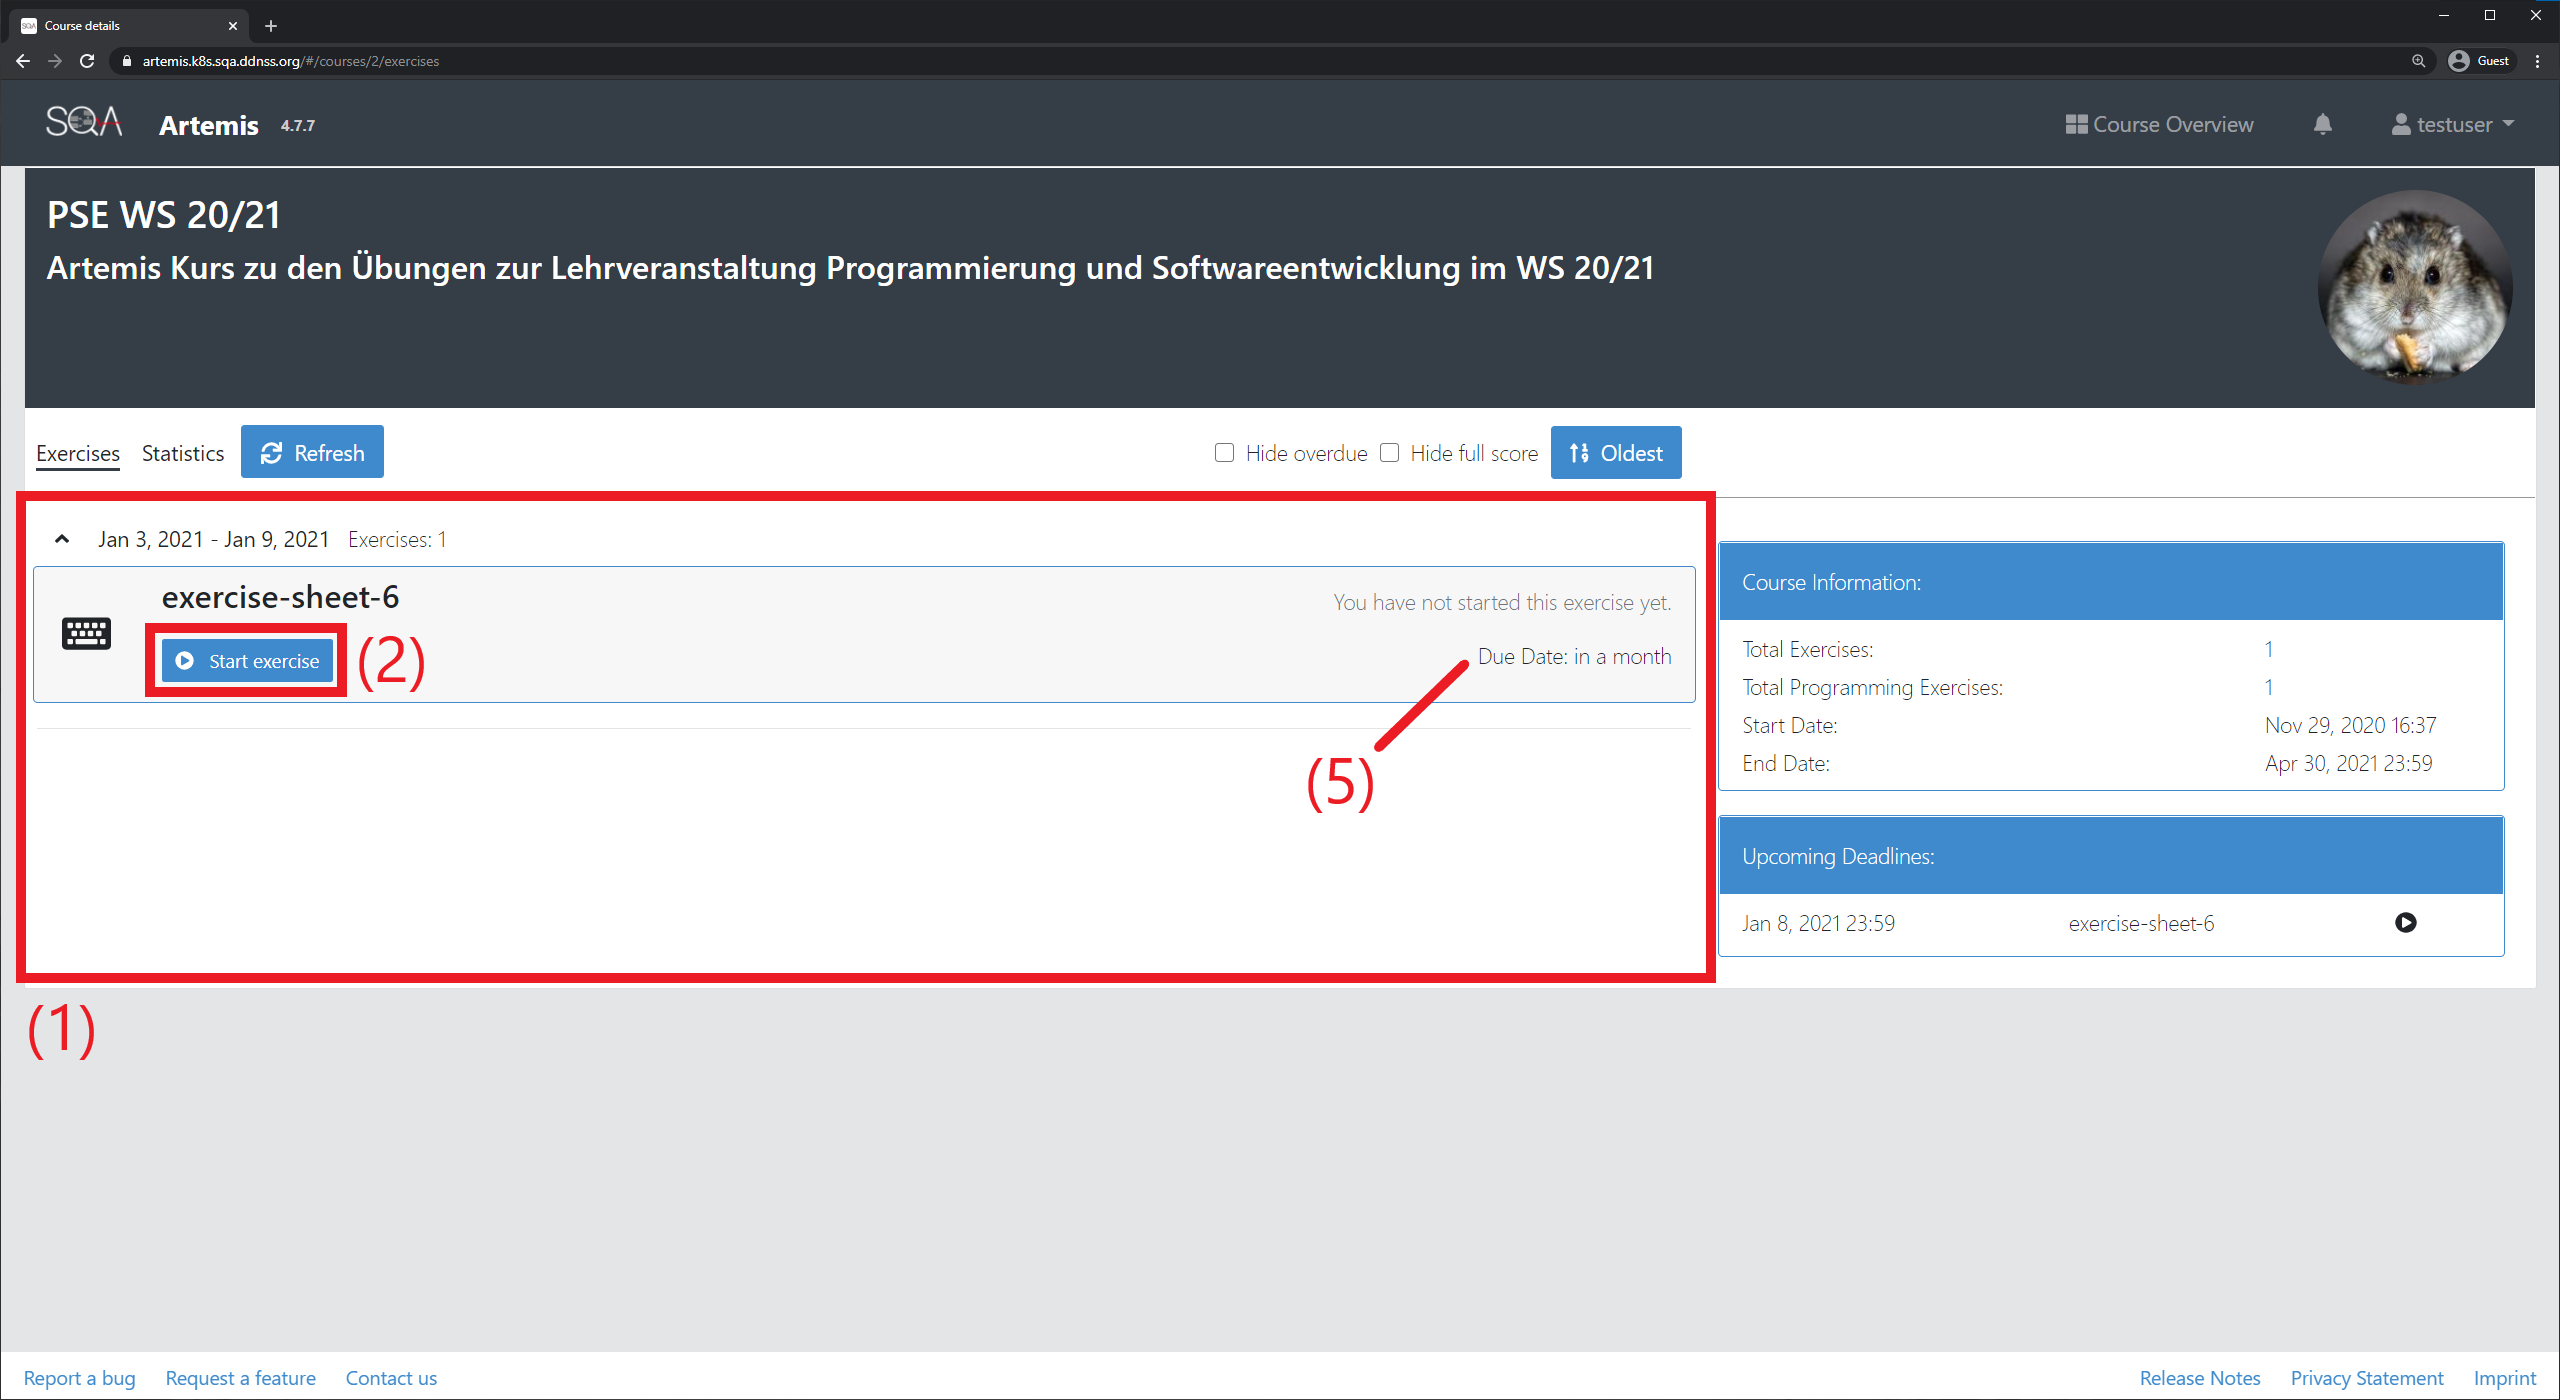 Course details
artemis.k8s.sqa.ddnss.org/#/courses/2/exercises
Guest
SQA Artemis 4.7.7
Course Overview
testuser
PSE WS 20/21
Artemis Kurs zu den Übungen zur Lehrveranstaltung Programmierung und Softwareentwicklung im WS 20/21
Exercises Statistics Refresh
Hide overdue Hide full score Oldest
Jan 3, 2021 - Jan 9, 2021 Exercises: 1
exercise-sheet-6
You have not started this exercise yet.
Start exercise
(2)
Due Date: in a month
(5)
(1)
Course Information:
Total Exercises: 1
Total Programming Exercises: 1
Start Date: Nov 29, 2020 16:37
End Date: Apr 30, 2021 23:59
Upcoming Deadlines:
Jan 8, 2021 23:59 exercise-sheet-6
Report a bug Request a feature Contact us
Release Notes Privacy Statement Imprint